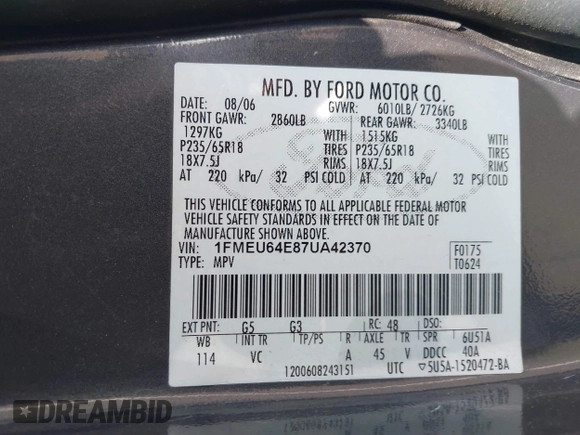 MFD. BY FORD MOTOR CO.
DATE: 08/06 GVWR: 6010LB/ 2726KG
FRONT GAWR: 2860LB REAR GAWR: 3340LB
1297KG 1515KG
P235/65R18 TIRES P235/65R18 TIRES
18X7.5J RIMS 18X7.5J RIMS
AT 220 kPa/ 32 PSI COLD AT 220 kPa/ 32 PSI COLD
THIS VEHICLE CONFORMS TO ALL APPLICABLE FEDERAL MOTOR
VEHICLE SAFETY STANDARDS IN EFFECT ON THE DATE OF
MANUFACTURE SHOWN ABOVE.
VIN: 1FMEU64E87UA42370 F0175
TYPE: MPV T0624
EXT PNT: G5 G3 RC: 48 DSO:
WB INT TR TP/PS R AXLE TR SPR 6U51A
114 VC A 45 V DDCC 40A
1200608243151 UTC ▽5U5A-1520472-BA
DREAMBID